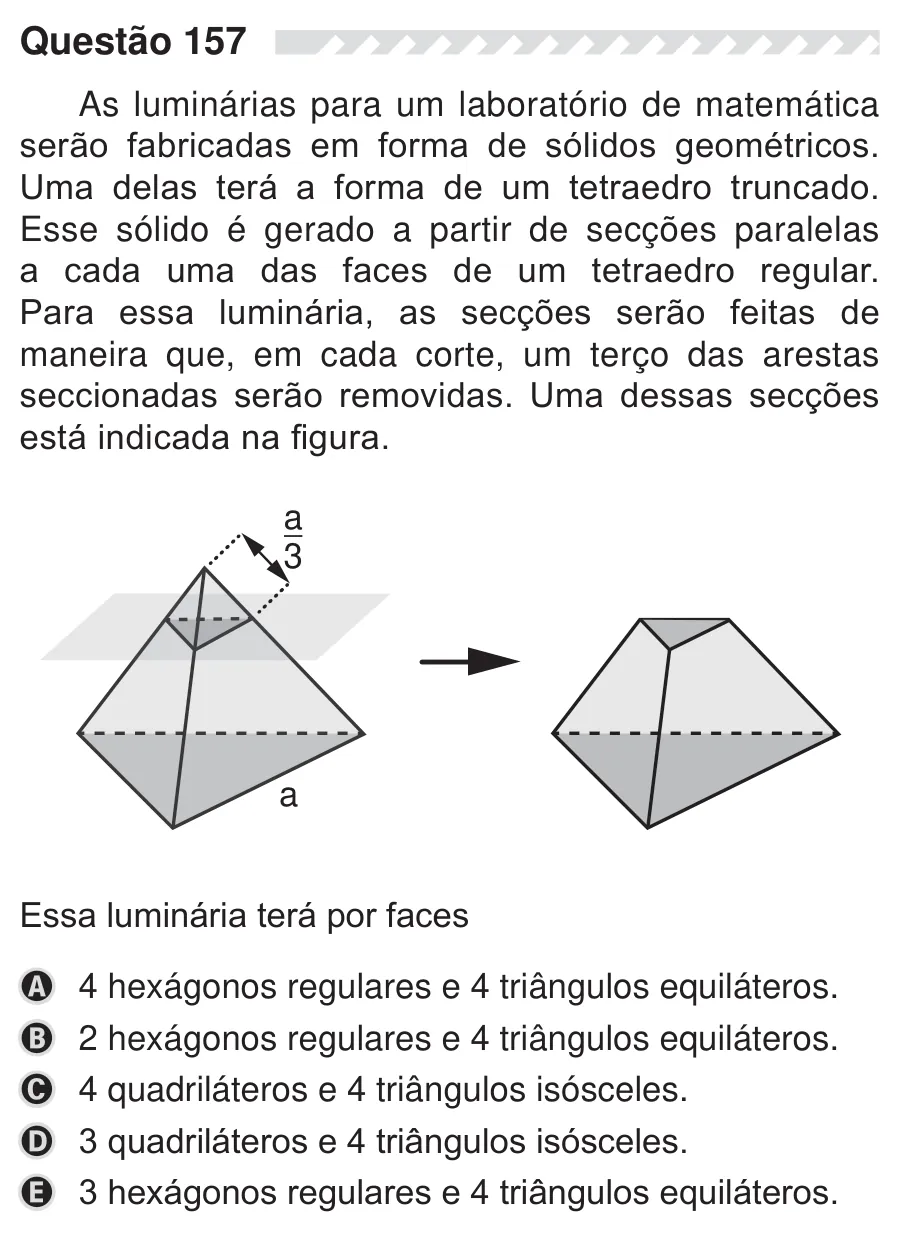 Questão 157
As luminárias para um laboratório de matemática
serão fabricadas em forma de sólidos geométricos.
Uma delas terá a forma de um tetraedro truncado.
Esse sólido é gerado a partir de secções paralelas
a cada uma das faces de um tetraedro regular.
Para essa luminária, as secções serão feitas de
maneira que, em cada corte, um terço das arestas
seccionadas serão removidas. Uma dessas secções
está indicada na figura.
a
3
a
Essa luminária terá por faces
A 4 hexágonos regulares e 4 triângulos equiláteros.
B 2 hexágonos regulares e 4 triângulos equiláteros.
C 4 quadriláteros e 4 triângulos isósceles.
D 3 quadriláteros e 4 triângulos isósceles.
E 3 hexágonos regulares e 4 triângulos equiláteros.